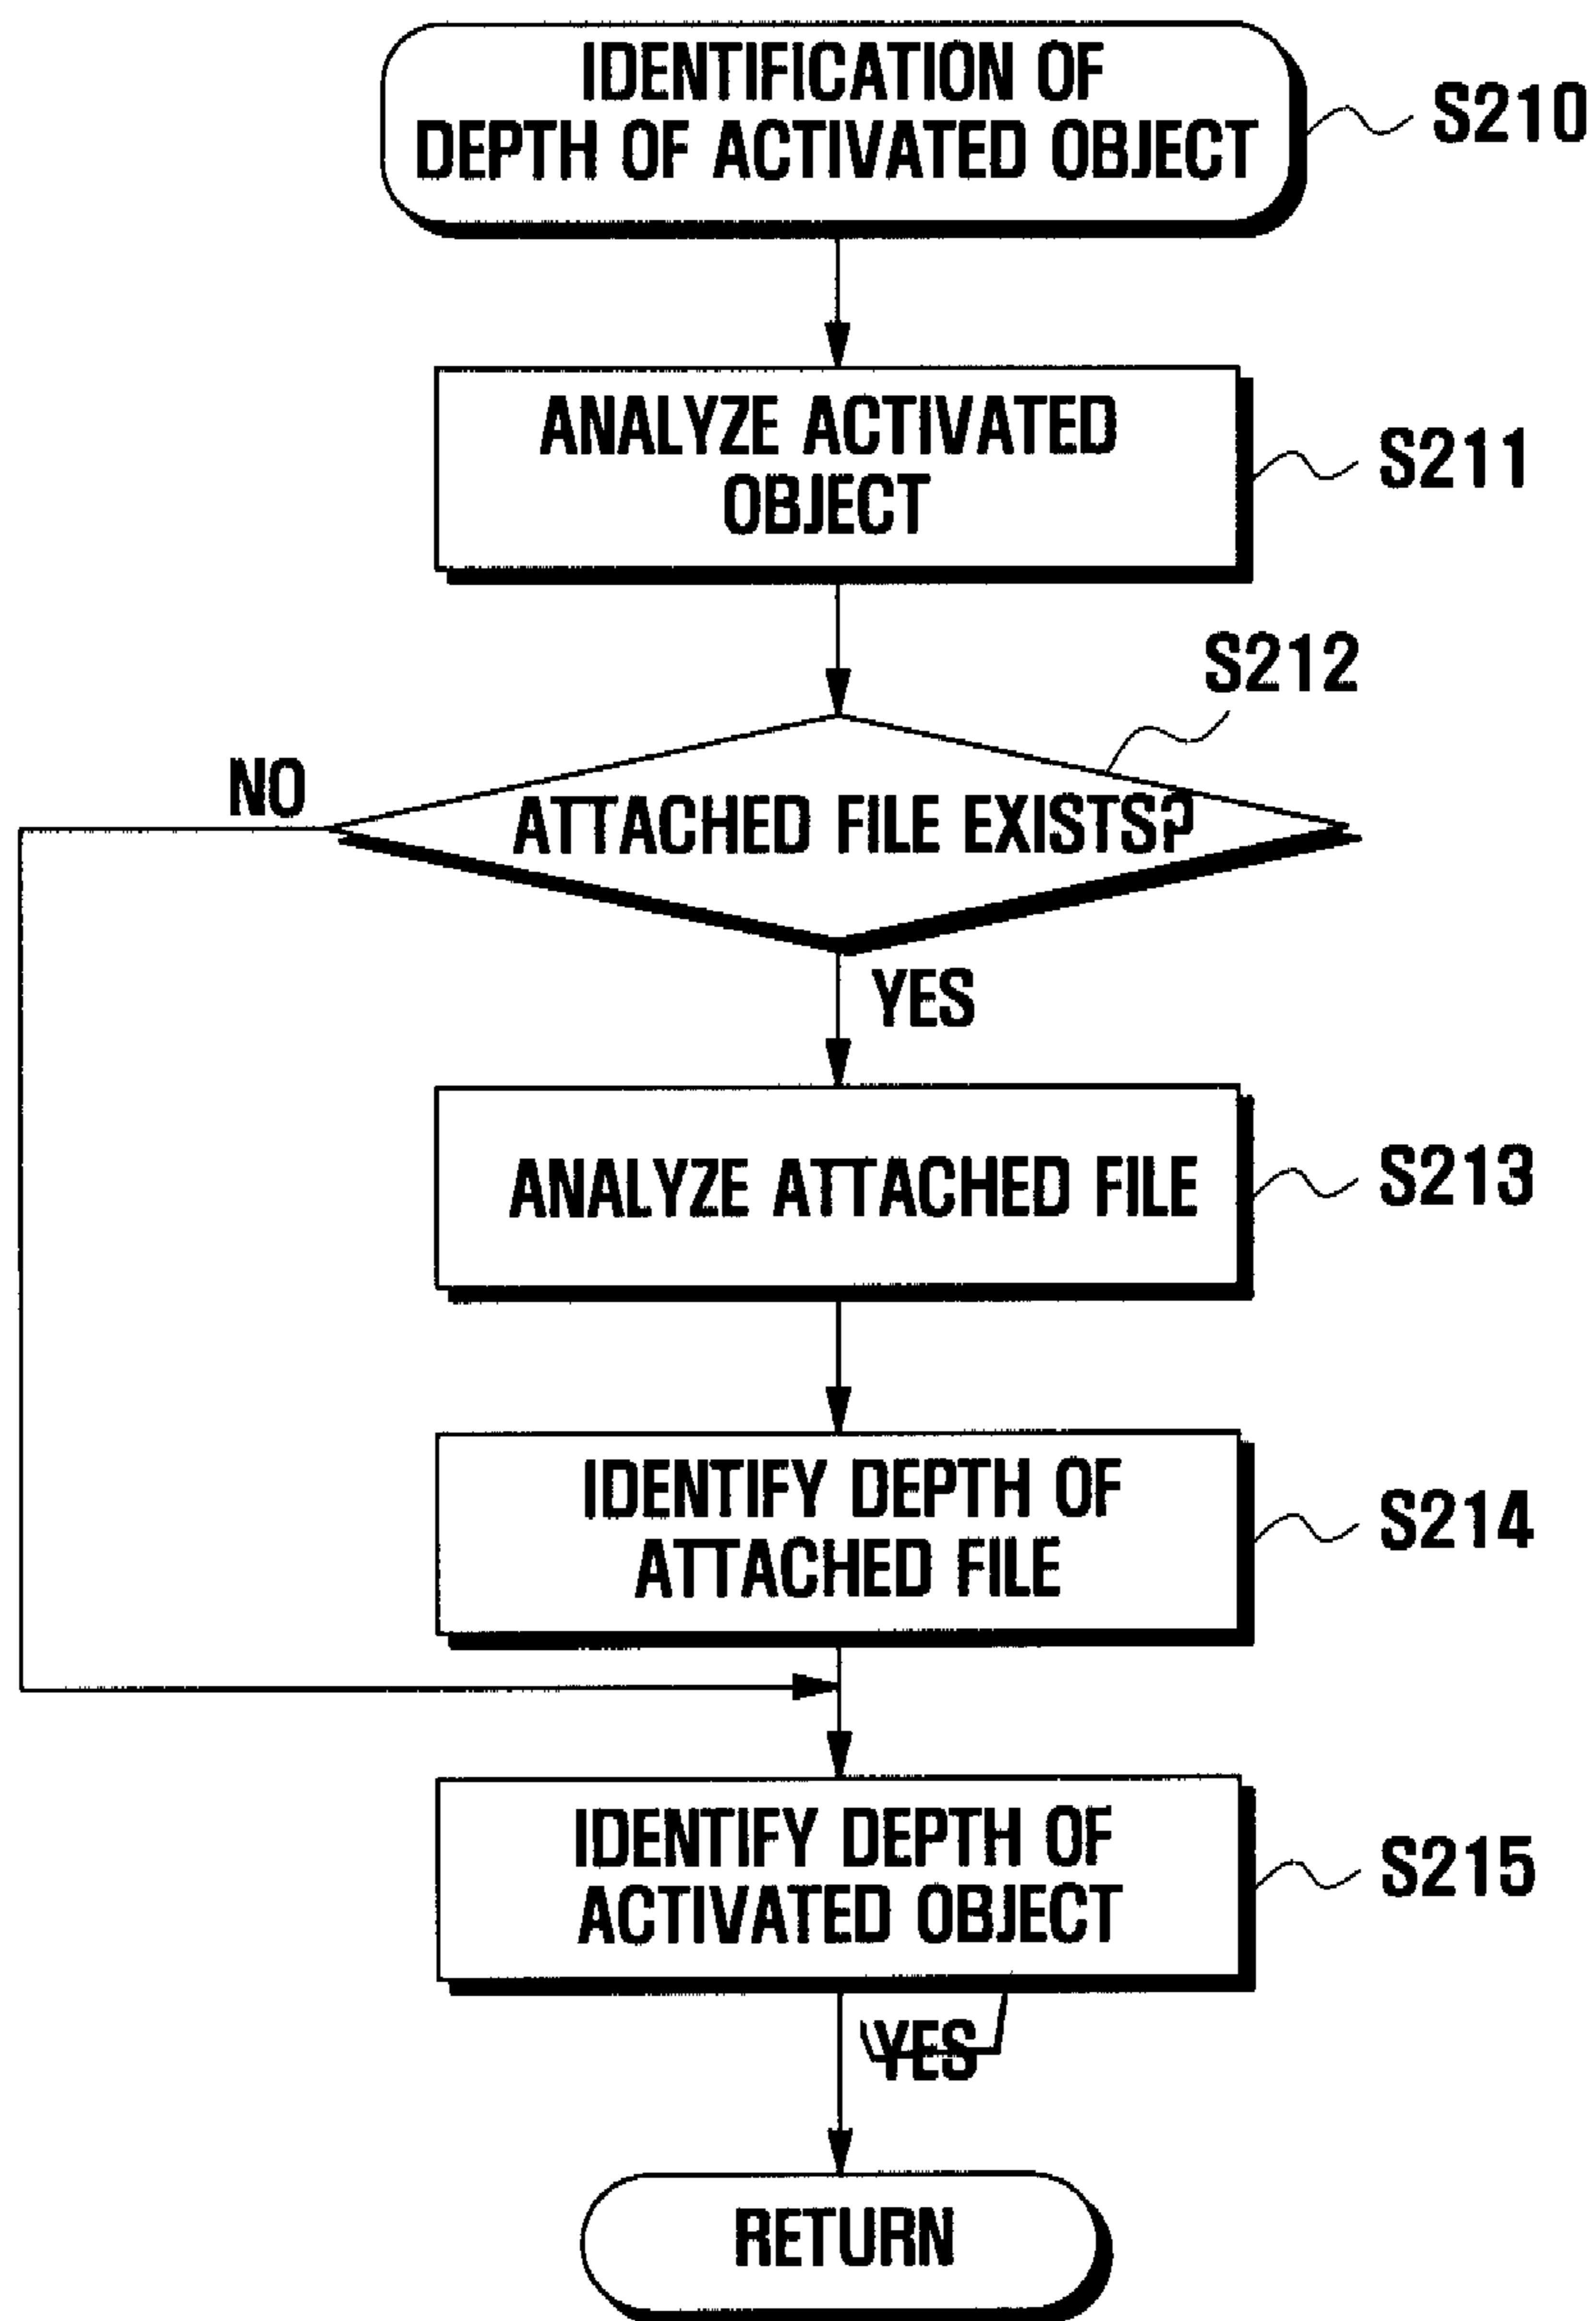 IDENTIFICATION OF
DEPTH OF ACTIVATED OBJECT
S210
ANALYZE ACTIVATED
OBJECT
S211
S212
NO
ATTACHED FILE EXISTS?
YES
ANALYZE ATTACHED FILE
S213
IDENTIFY DEPTH OF
ATTACHED FILE
S214
IDENTIFY DEPTH OF
ACTIVATED OBJECT
S215
YES
RETURN